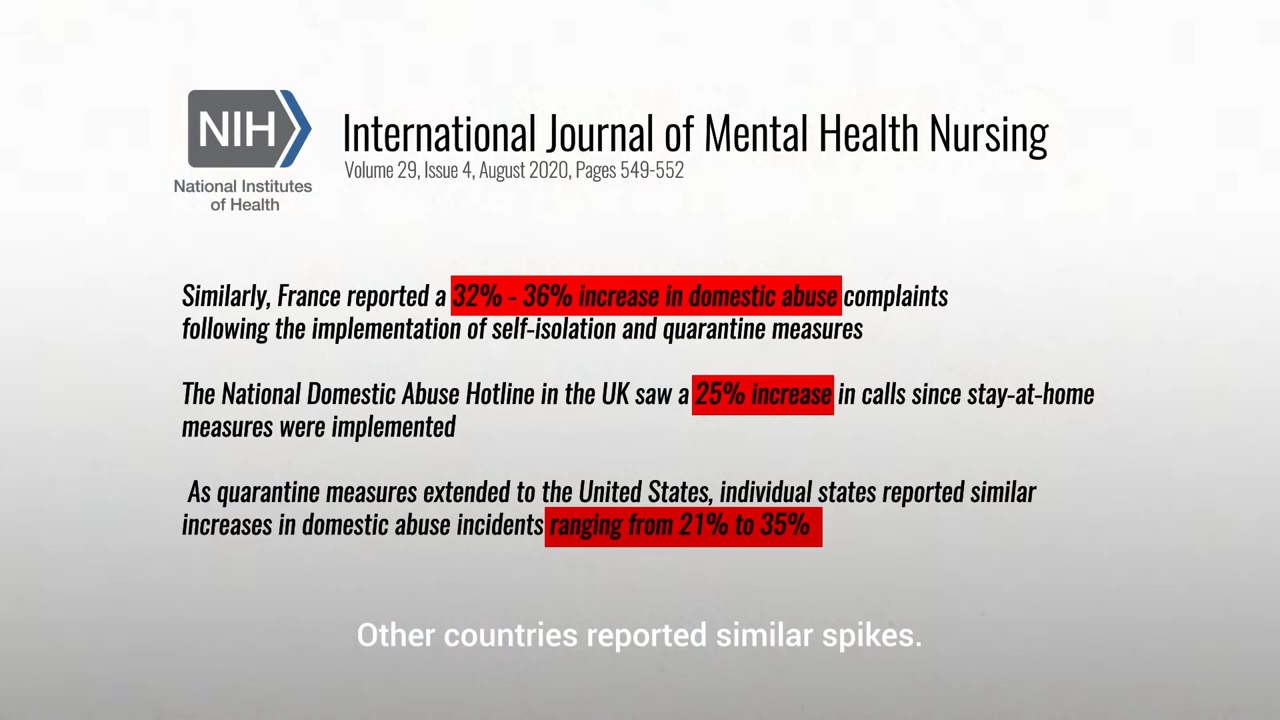 NIH
National Institutes
of Health
International Journal of Mental Health Nursing
Volume 29, Issue 4, August 2020, Pages 549-552
Similarly, France reported a 32% - 36% increase in domestic abuse complaints
following the implementation of self-isolation and quarantine measures
The National Domestic Abuse Hotline in the UK saw a 25% increase in calls since stay-at-home
measures were implemented
As quarantine measures extended to the United States, individual states reported similar
increases in domestic abuse incidents ranging from 21% to 35%
Other countries reported similar spikes.